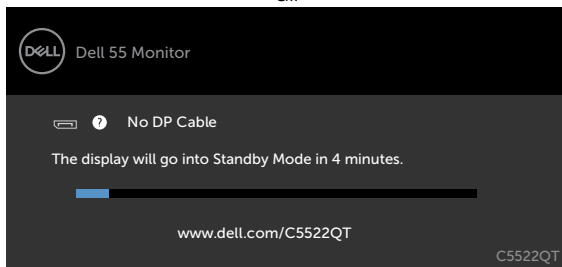 DELL
Dell 55 Monitor
? No DP Cable
The display will go into Standby Mode in 4 minutes.
www.dell.com/C5522QT
C5522QT